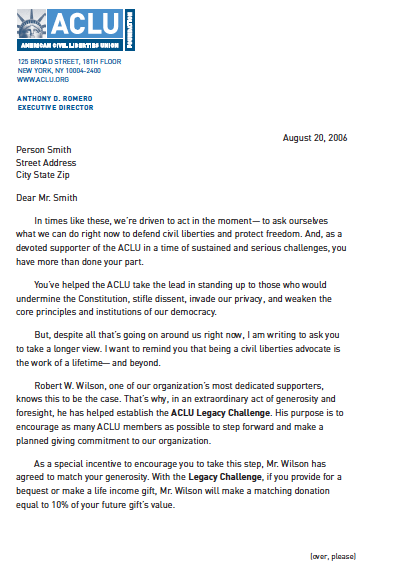 ACLU
AMERICAN CIVIL LIBERTIES UNION
FOUNDATION
125 BROAD STREET, 18TH FLOOR
NEW YORK, NY 10004-2400
WWW.ACLU.ORG
ANTHONY D. ROMERO
EXECUTIVE DIRECTOR
August 20, 2006
Person Smith
Street Address
City State Zip
Dear Mr. Smith
In times like these, we're driven to act in the moment—to ask ourselves
what we can do right now to defend civil liberties and protect freedom. And, as a
devoted supporter of the ACLU in a time of sustained and serious challenges, you
have more than done your part.
You've helped the ACLU take the lead in standing up to those who would
undermine the Constitution, stifle dissent, invade our privacy, and weaken the
core principles and institutions of our democracy.
But, despite all that's going on around us right now, I am writing to ask you
to take a longer view. I want to remind you that being a civil liberties advocate is
the work of a lifetime—and beyond.
Robert W. Wilson, one of our organization's most dedicated supporters,
knows this to be the case. That's why, in an extraordinary act of generosity and
foresight, he has helped establish the ACLU Legacy Challenge. His purpose is to
encourage as many ACLU members as possible to step forward and make a
planned giving commitment to our organization.
As a special incentive to encourage you to take this step, Mr. Wilson has
agreed to match your generosity. With the Legacy Challenge, if you provide for a
bequest or make a life income gift, Mr. Wilson will make a matching donation
equal to 10% of your future gift's value.
(over, please)